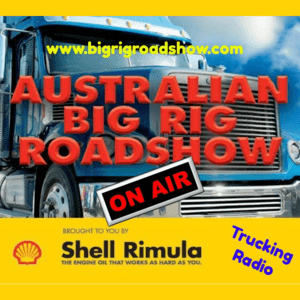 www.bigrigroadshow.com
AUSTRALIAN
BIG RIG
ROADSHOW
ON AIR
BROUGHT TO YOU BY
Shell Rimula
THE ENGINE OIL THAT WORKS AS HARD AS YOU.
Trucking
Radio